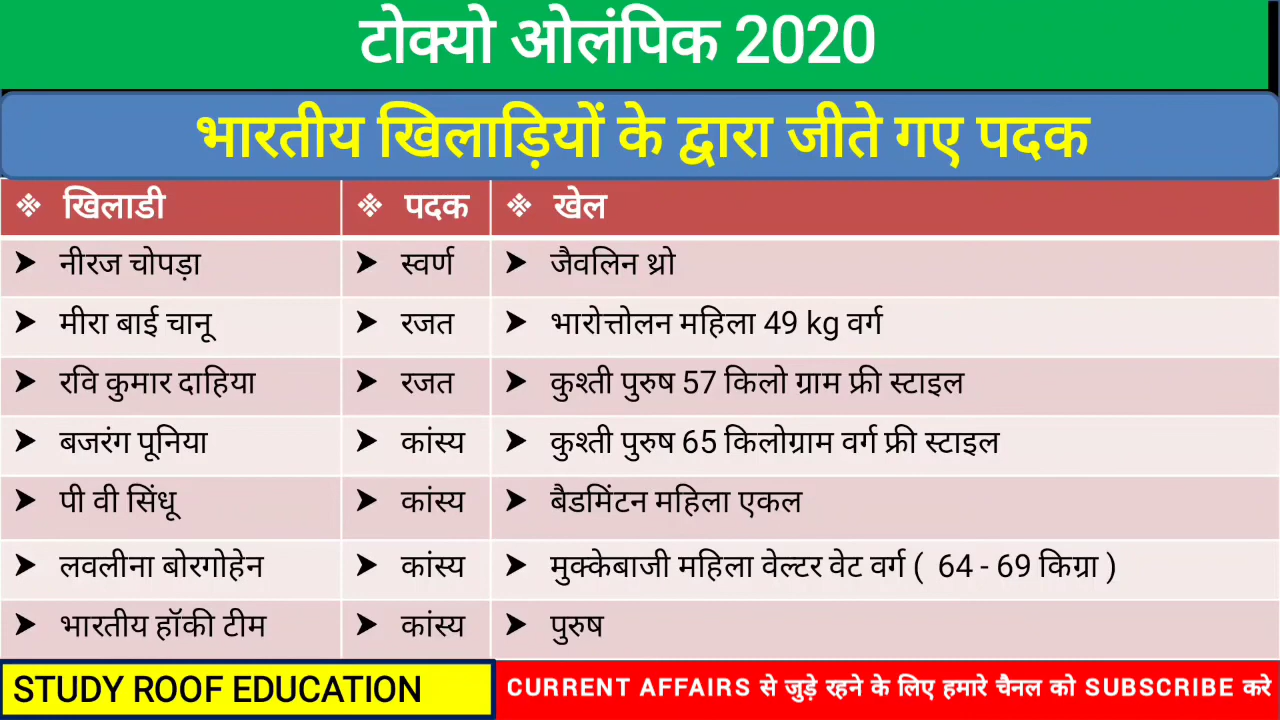 टोक्यो ओलंपिक 2020
भारतीय खिलाड़ियों के द्वारा जीते गए पदक
❖ खिलाडी ❖ पदक ❖ खेल
➤ नीरज चोपड़ा ➤ स्वर्ण ➤ जैवलिन थ्रो
➤ मीरा बाई चानू ➤ रजत ➤ भारोत्तोलन महिला 49 kg वर्ग
➤ रवि कुमार दाहिया ➤ रजत ➤ कुश्ती पुरुष 57 किलो ग्राम फ्री स्टाइल
➤ बजरंग पूनिया ➤ कांस्य ➤ कुश्ती पुरुष 65 किलोग्राम वर्ग फ्री स्टाइल
➤ पी वी सिंधू ➤ कांस्य ➤ बैडमिंटन महिला एकल
➤ लवलीना बोरगोहेन ➤ कांस्य ➤ मुक्केबाजी महिला वेल्टर वेट वर्ग ( 64 - 69 किग्रा )
➤ भारतीय हॉकी टीम ➤ कांस्य ➤ पुरुष
STUDY ROOF EDUCATION CURRENT AFFAIRS से जुड़े रहने के लिए हमारे चैनल को SUBSCRIBE करे